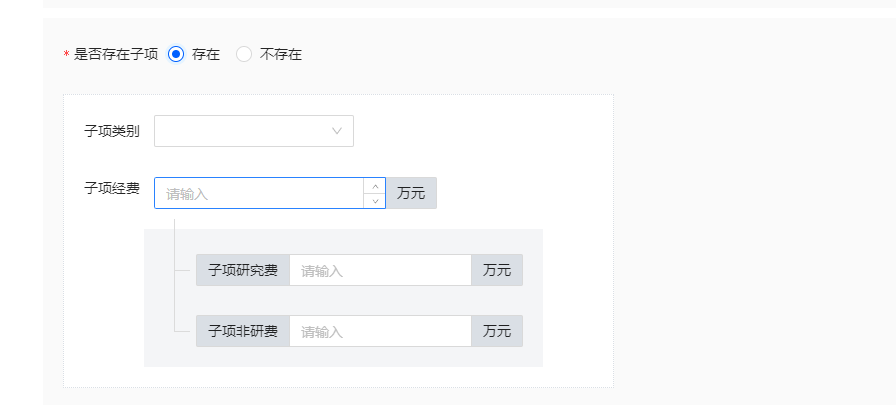 * 是否存在子项 存在 不存在
子项类别
子项经费 请输入 万元
子项研究费 请输入 万元
子项非研费 请输入 万元